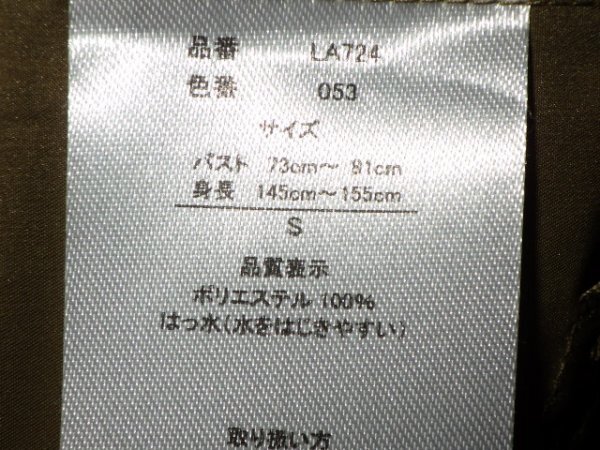 品番 LA724
色番 053
サイズ
バスト 73cm～ 81cm
身長 145cm～155cm
S
品質表示
ポリエステル 100%
はっ水(水をはじきやすい)
取り扱い方